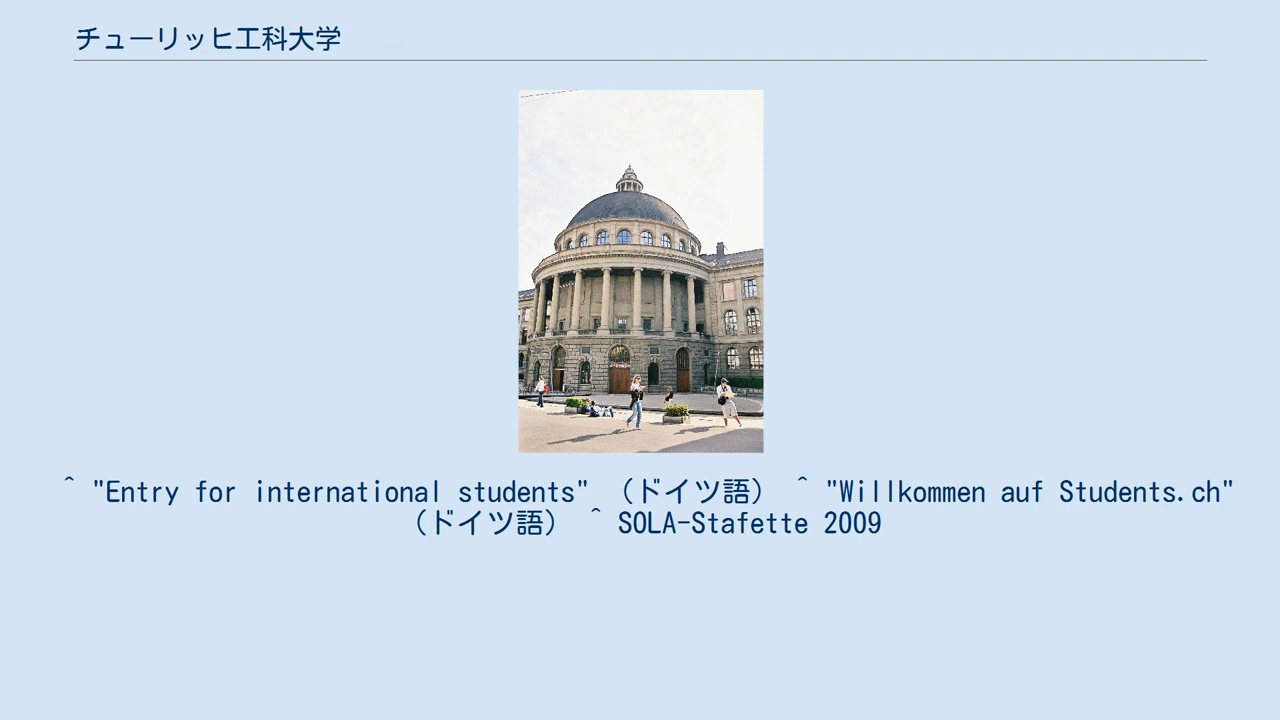 チューリッヒ工科大学
^ "Entry for international students" （ドイツ語） ^ "Willkommen auf Students.ch"
（ドイツ語） ^ SOLA-Stafette 2009